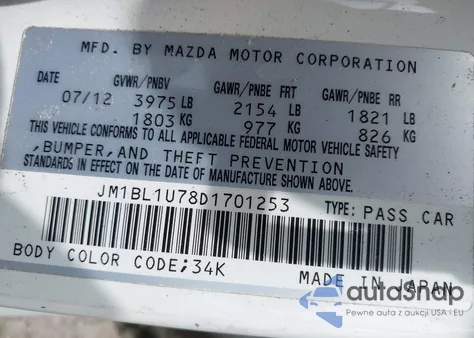 MFD. BY MAZDA MOTOR CORPORATION
DATE GVWR/PNBV GAWR/PNBE FRT GAWR/PNBE RR
07/12 3975 LB 2154 LB 1821 LB
1803 KG 977 KG 826 KG
THIS VEHICLE CONFORMS TO ALL APPLICABLE FEDERAL MOTOR VEHICLE SAFETY
,BUMPER,AND THEFT PREVENTION
STANDARDS IN EFFECT ON THE DATE OF MANUFACTURE SHOWN ABOVE.
JM1BL1U78D1701253 TYPE: PASS CAR
BODY COLOR CODE;34K
MADE IN JAPAN
autoSnap
Pewne auta z aukcji USA i EU